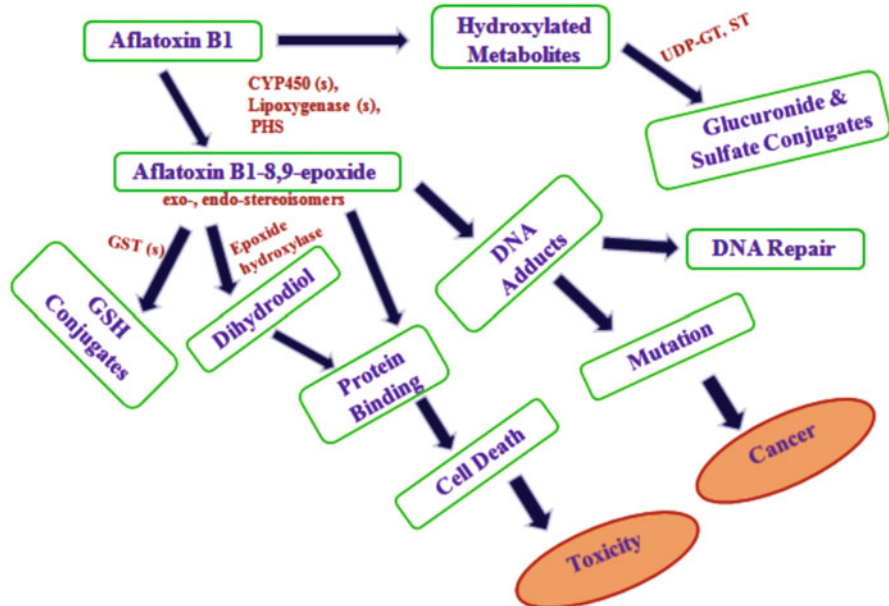 Aflatoxin B1
Hydroxylated
Metabolites
UDP-GT, ST
CYP450 (s),
Lipoxygenase (s),
PHS
Glucuronide &
Sulfate Conjugates
Aflatoxin B1-8,9-epoxide
exo-, endo-stereoisomers
GST (s)
Epoxide
hydroxylase
DNA
Adducts
DNA Repair
GSH
Conjugates
Dihydrodiol
Protein
Binding
Mutation
Cell Death
Cancer
Toxicity